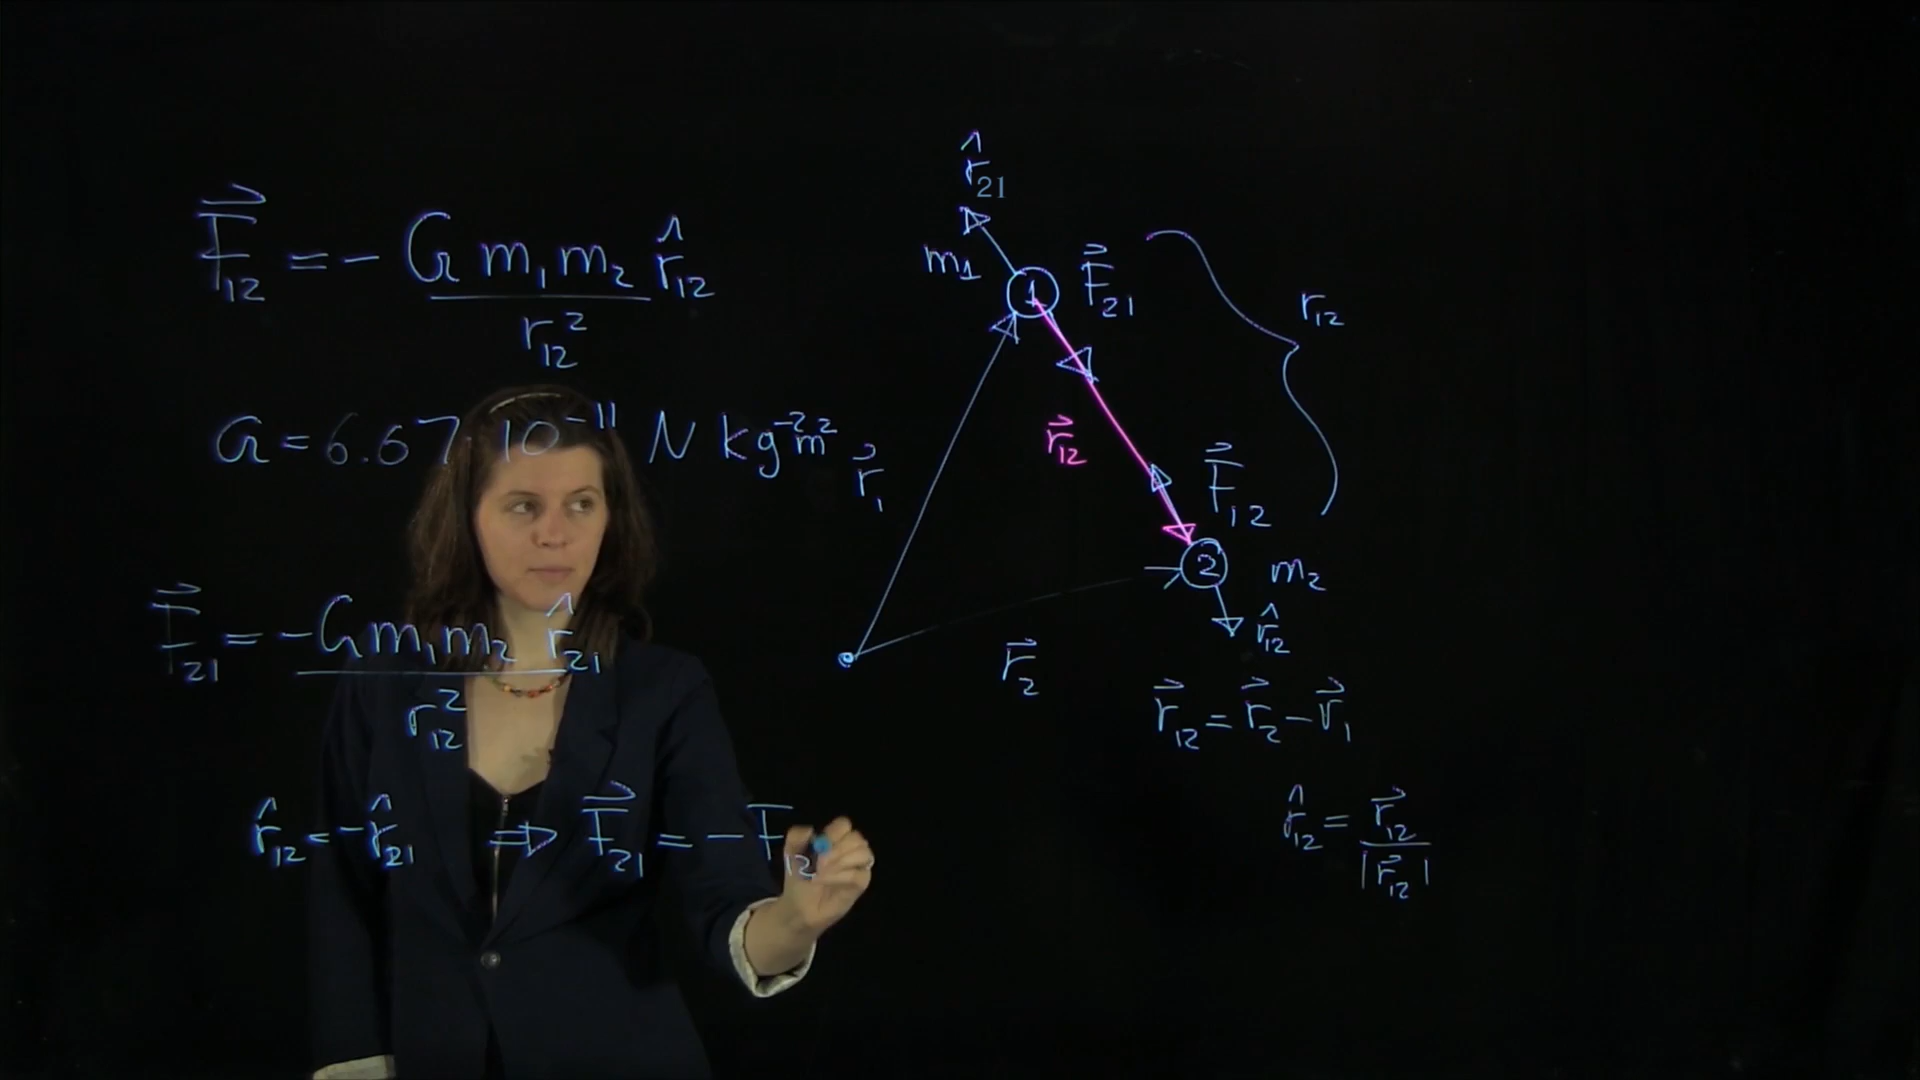 F⃗₁₂ = - G m₁ m₂ r̂₁₂
r₁₂²
G = 6.67·10⁻¹¹ N kg⁻² m²
F⃗₂₁ = - G m₁ m₂ r̂₂₁
r₁₂²
r̂₁₂ = -r̂₂₁ ⇒ F⃗₂₁ = - F₁₂
r̂₂₁
m₁
1
F⃗₂₁
r₁₂
r⃗₁₂
r⃗₁
F⃗₁₂
2
m₂
r̂₁₂
r⃗₂
r⃗₁₂ = r⃗₂ - r⃗₁
r̂₁₂ = r⃗₁₂
|r⃗₁₂|